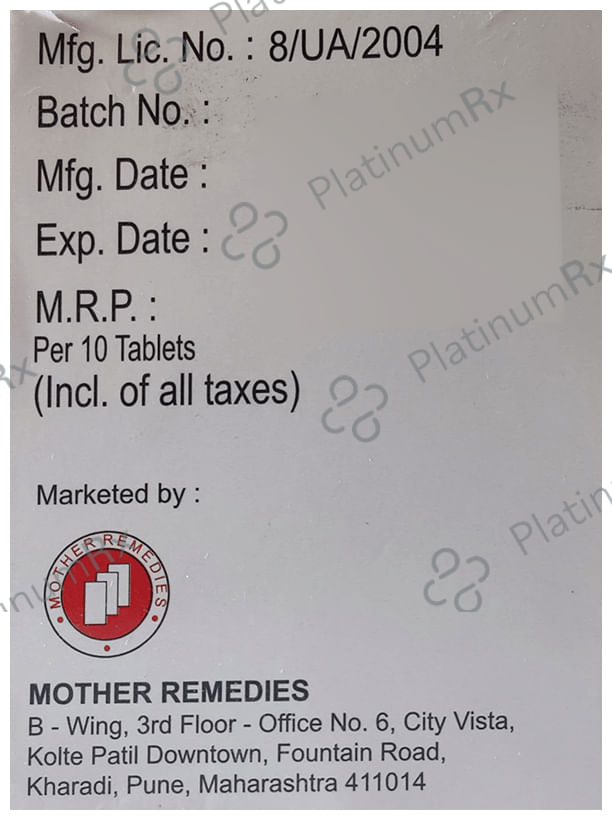 Mfg. Lic. No. : 8/UA/2004
Batch No. :
Mfg. Date :
Exp. Date :
M.R.P. :
Per 10 Tablets
(Incl. of all taxes)
Marketed by :
MOTHER REMEDIES
MOTHER REMEDIES
B - Wing, 3rd Floor - Office No. 6, City Vista,
Kolte Patil Downtown, Fountain Road,
Kharadi, Pune, Maharashtra 411014
PlatinumRx
PlatinumRx